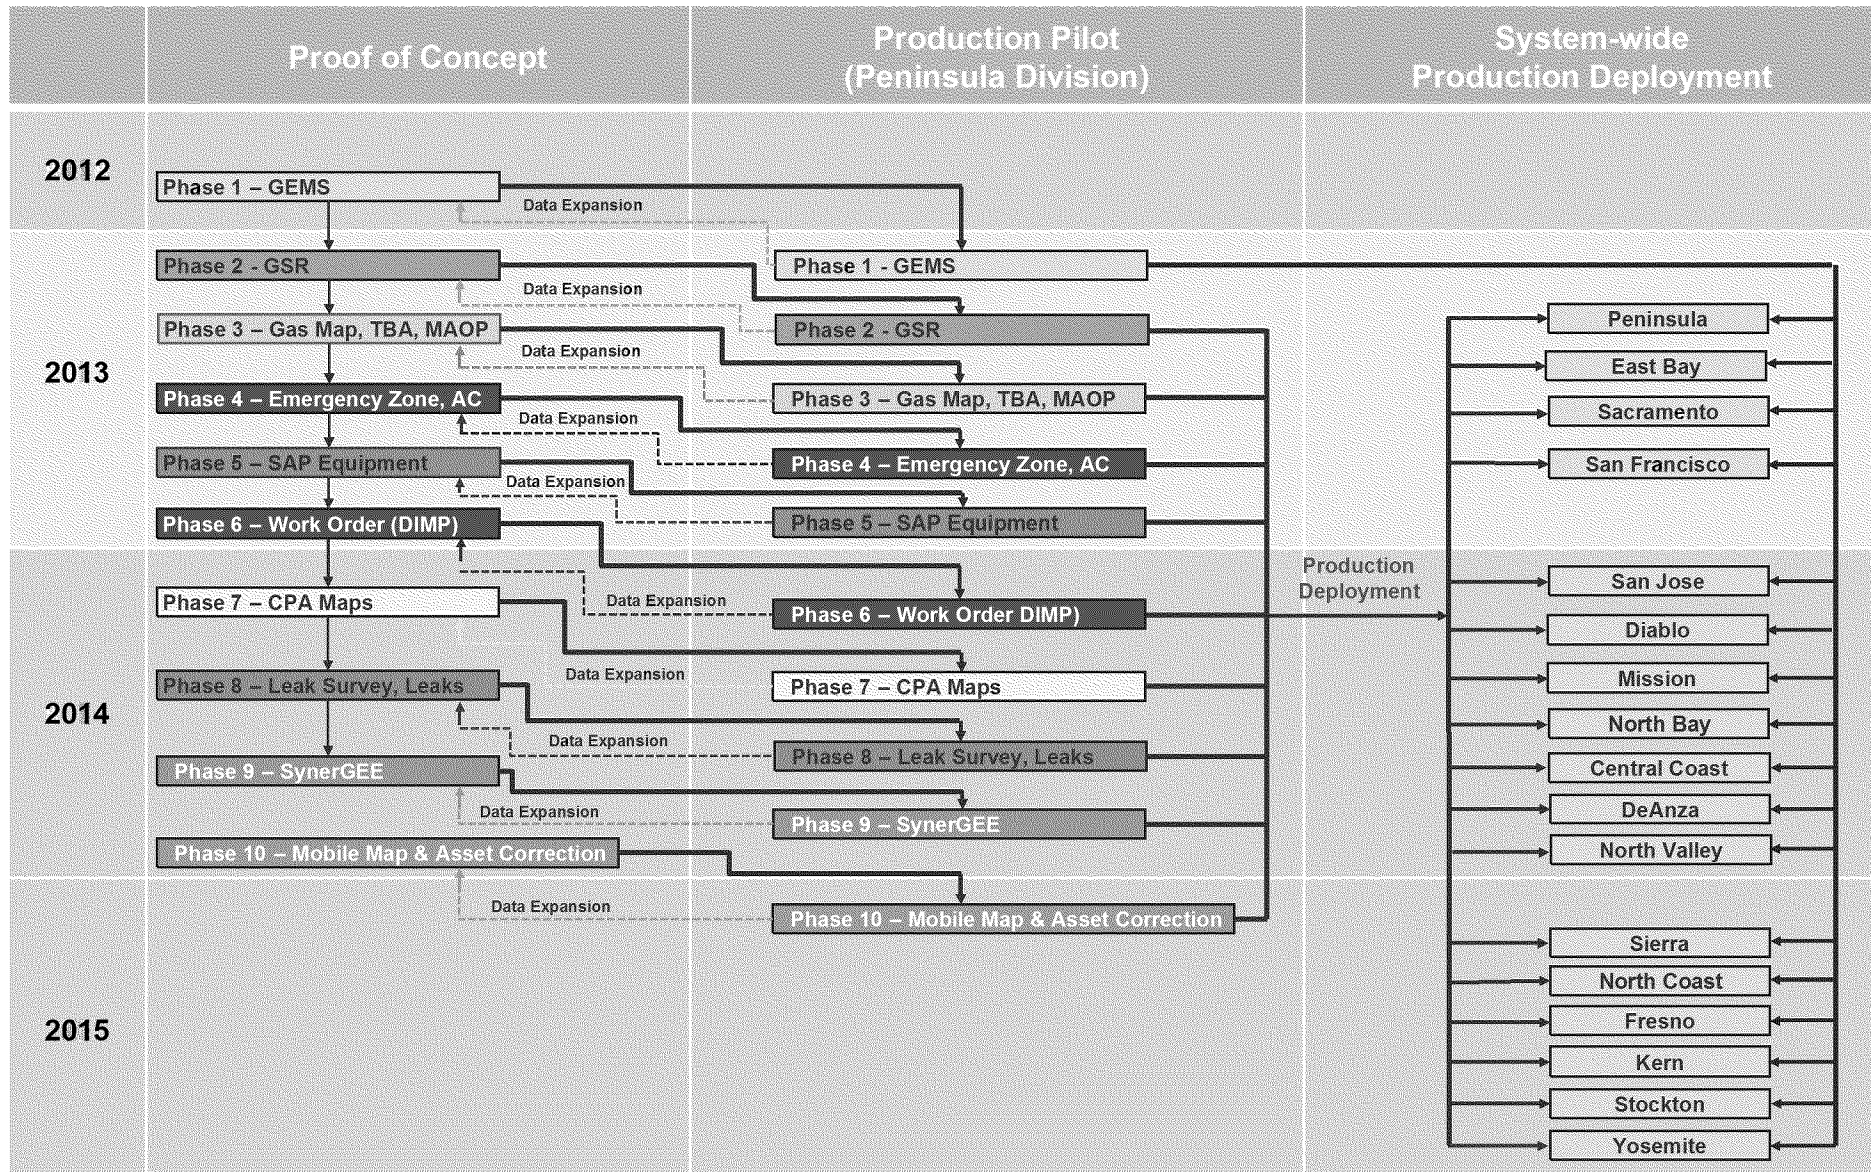 Proof of Concept
Production Pilot
(Peninsula Division)
System-wide
Production Deployment
2012
Phase 1 – GEMS
Data Expansion
2013
Phase 2 - GSR
Phase 1 - GEMS
Data Expansion
Phase 3 – Gas Map, TBA, MAOP
Phase 2 - GSR
Peninsula
Data Expansion
East Bay
Phase 4 – Emergency Zone, AC
Phase 3 – Gas Map, TBA, MAOP
Sacramento
Data Expansion
Phase 5 – SAP Equipment
Phase 4 – Emergency Zone, AC
San Francisco
Data Expansion
Phase 6 – Work Order (DIMP)
Phase 5 – SAP Equipment
2014
Production
Deployment
San Jose
Phase 7 – CPA Maps
Data Expansion
Phase 6 – Work Order DIMP)
Diablo
Data Expansion
Phase 8 – Leak Survey, Leaks
Phase 7 – CPA Maps
Mission
North Bay
Data Expansion
Phase 9 – SynerGEE
Phase 8 – Leak Survey, Leaks
Central Coast
Data Expansion
Phase 9 – SynerGEE
DeAnza
Phase 10 – Mobile Map & Asset Correction
North Valley
2015
Data Expansion
Phase 10 – Mobile Map & Asset Correction
Sierra
North Coast
Fresno
Kern
Stockton
Yosemite